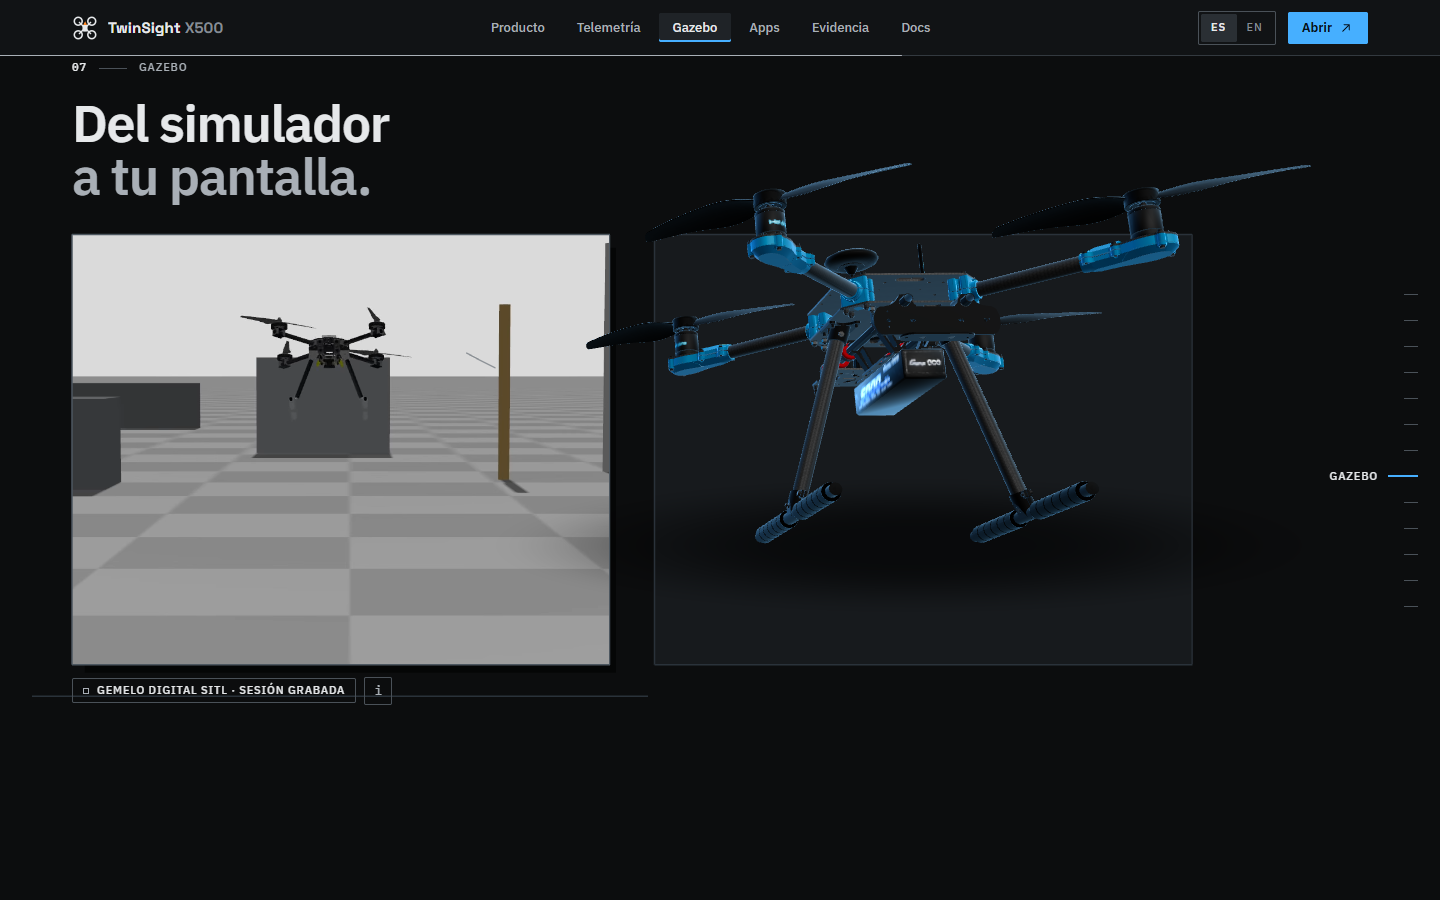 TwinSight X500
Producto
Telemetría
Gazebo
Apps
Evidencia
Docs
ES
EN
Abrir
07
GAZEBO
Del simulador
a tu pantalla.
GAZEBO
GEMELO DIGITAL SITL · SESIÓN GRABADA
i